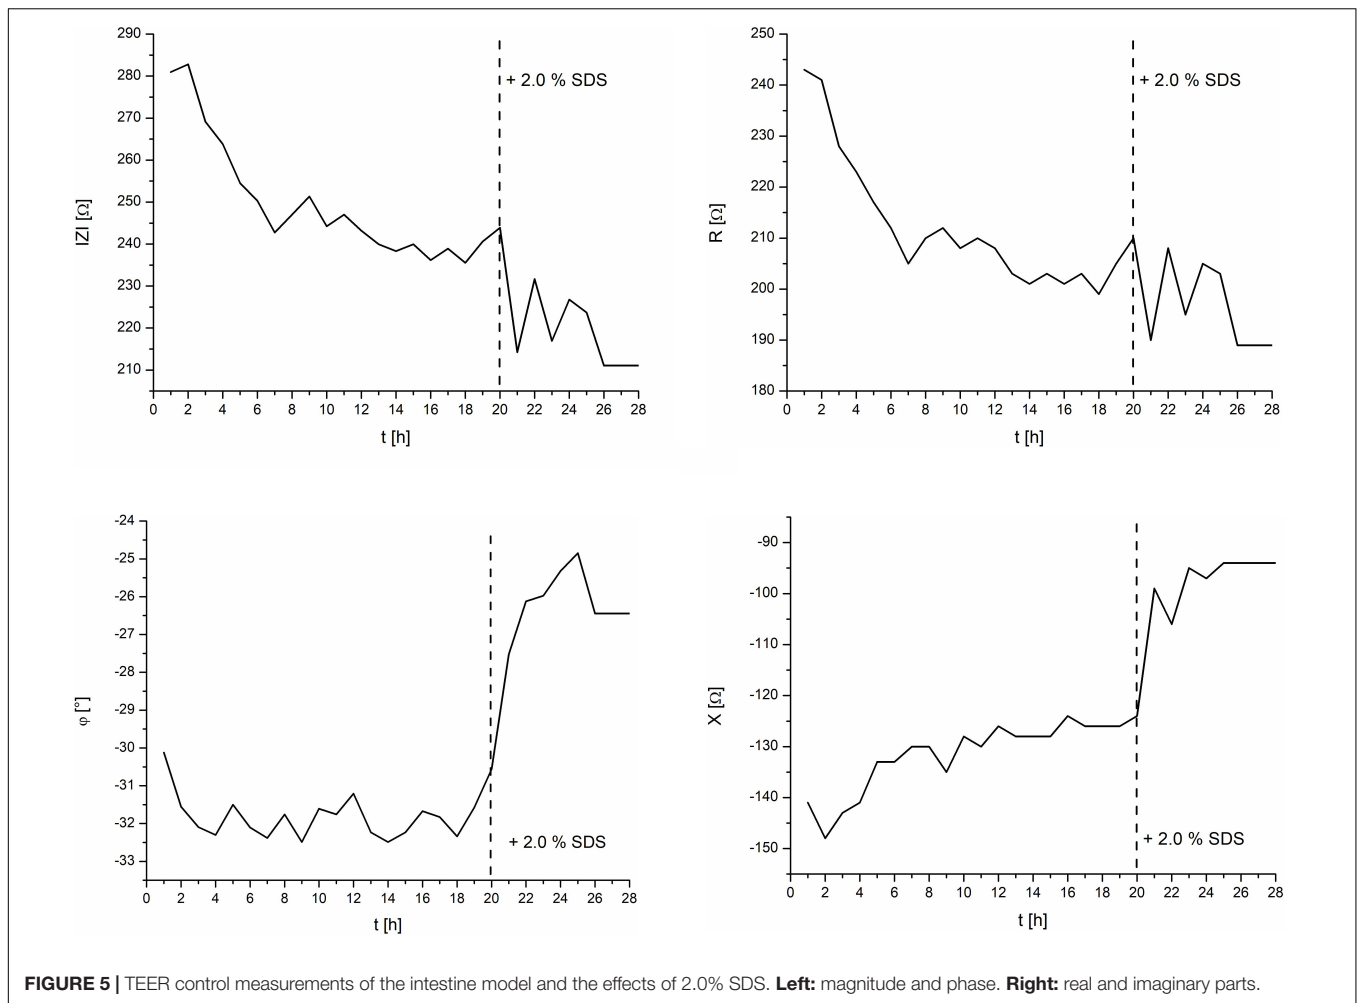 290
280
270
260
250
240
230
220
210
IZI [Ω]
+ 2.0 % SDS
0 2 4 6 8 10 12 14 16 18 20 22 24 26 28
t [h]
250
240
230
220
210
200
190
180
R [Ω]
+ 2.0 % SDS
0 2 4 6 8 10 12 14 16 18 20 22 24 26 28
t [h]
-24
-25
-26
-27
-28
-29
-30
-31
-32
-33
φ [°]
+ 2.0 % SDS
0 2 4 6 8 10 12 14 16 18 20 22 24 26 28
t [h]
-90
-100
-110
-120
-130
-140
-150
X [Ω]
+ 2.0 % SDS
0 2 4 6 8 10 12 14 16 18 20 22 24 26 28
t [h]
FIGURE 5 | TEER control measurements of the intestine model and the effects of 2.0% SDS. Left: magnitude and phase. Right: real and imaginary parts.